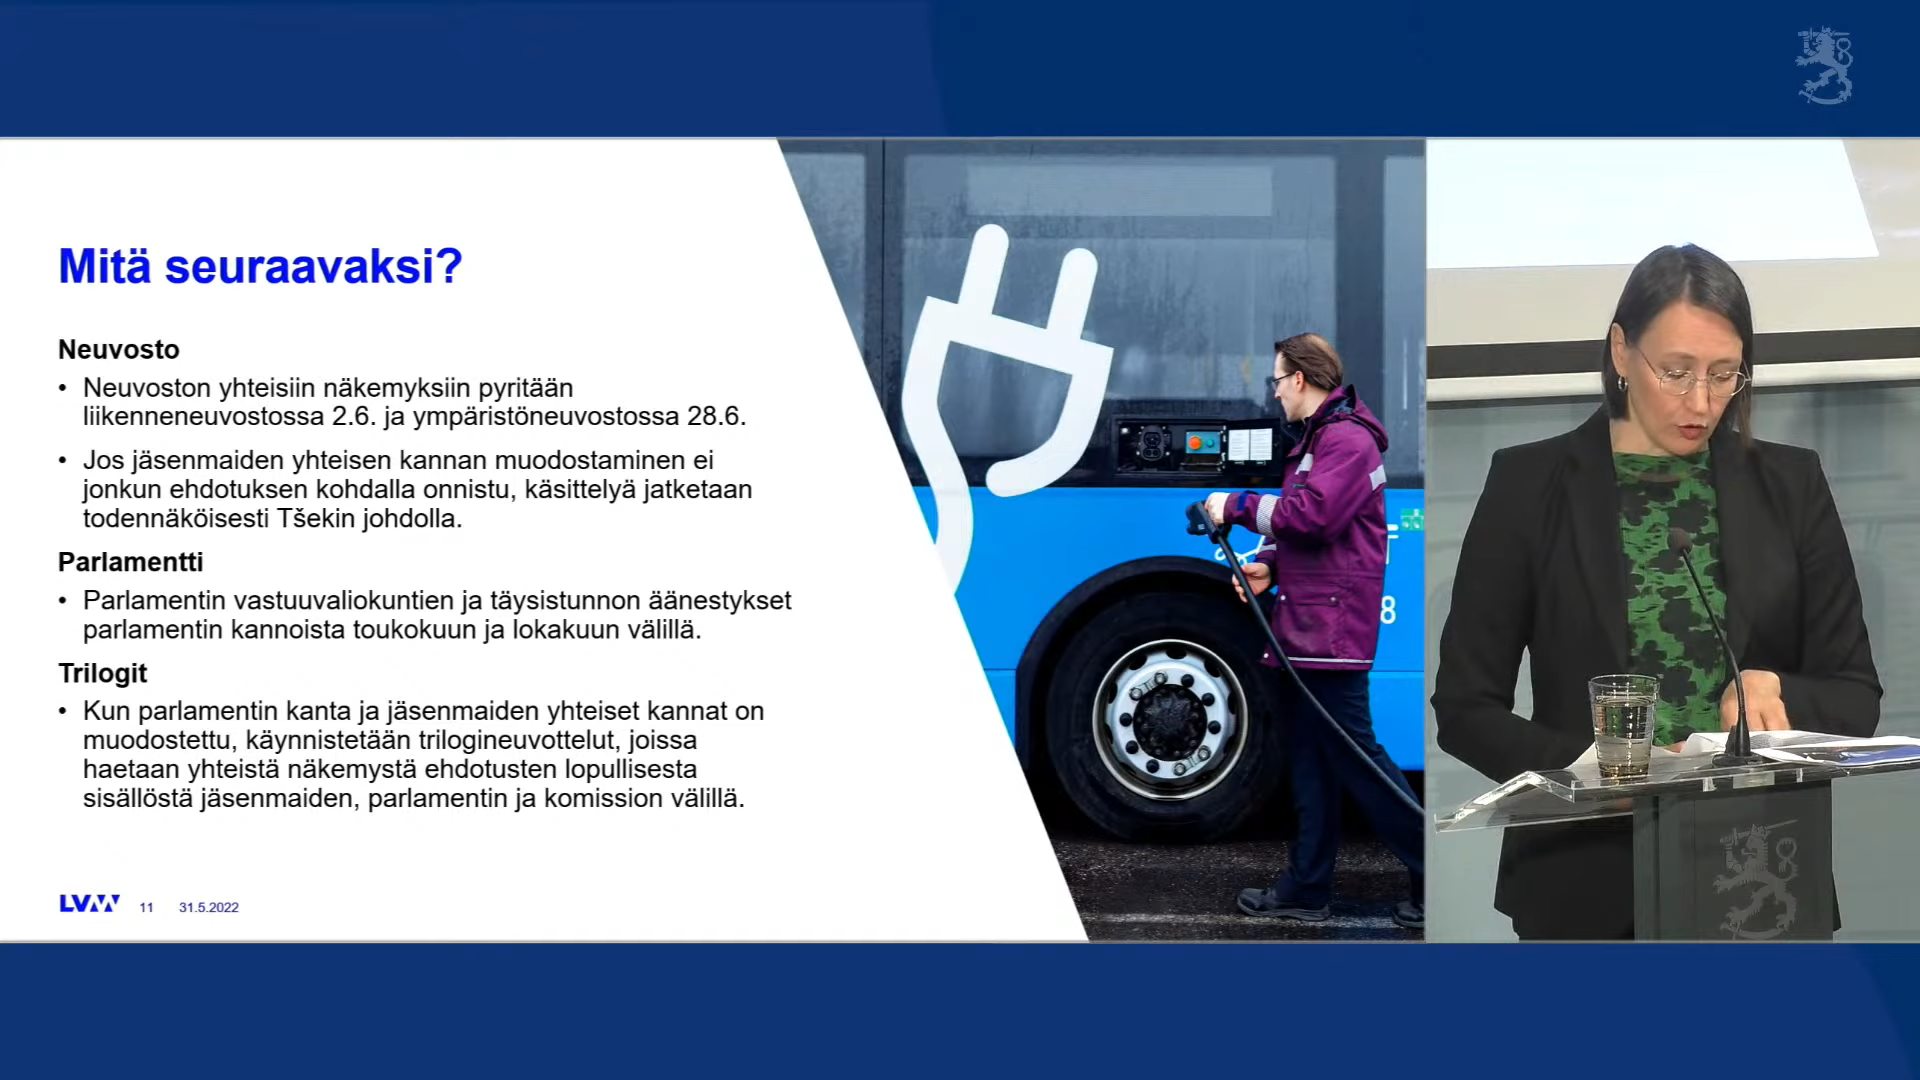 Mitä seuraavaksi?
Neuvosto
• Neuvoston yhteisiin näkemyksiin pyritään
liikenneneuvostossa 2.6. ja ympäristöneuvostossa 28.6.
• Jos jäsenmaiden yhteisen kannan muodostaminen ei
jonkun ehdotuksen kohdalla onnistu, käsittelyä jatketaan
todennäköisesti Tšekin johdolla.
Parlamentti
• Parlamentin vastuuvaliokuntien ja täysistunnon äänestykset
parlamentin kannoista toukokuun ja lokakuun välillä.
Trilogit
• Kun parlamentin kanta ja jäsenmaiden yhteiset kannat on
muodostettu, käynnistetään trilogineuvottelut, joissa
haetaan yhteistä näkemystä ehdotusten lopullisesta
sisällöstä jäsenmaiden, parlamentin ja komission välillä.
LVM 11 31.5.2022
8